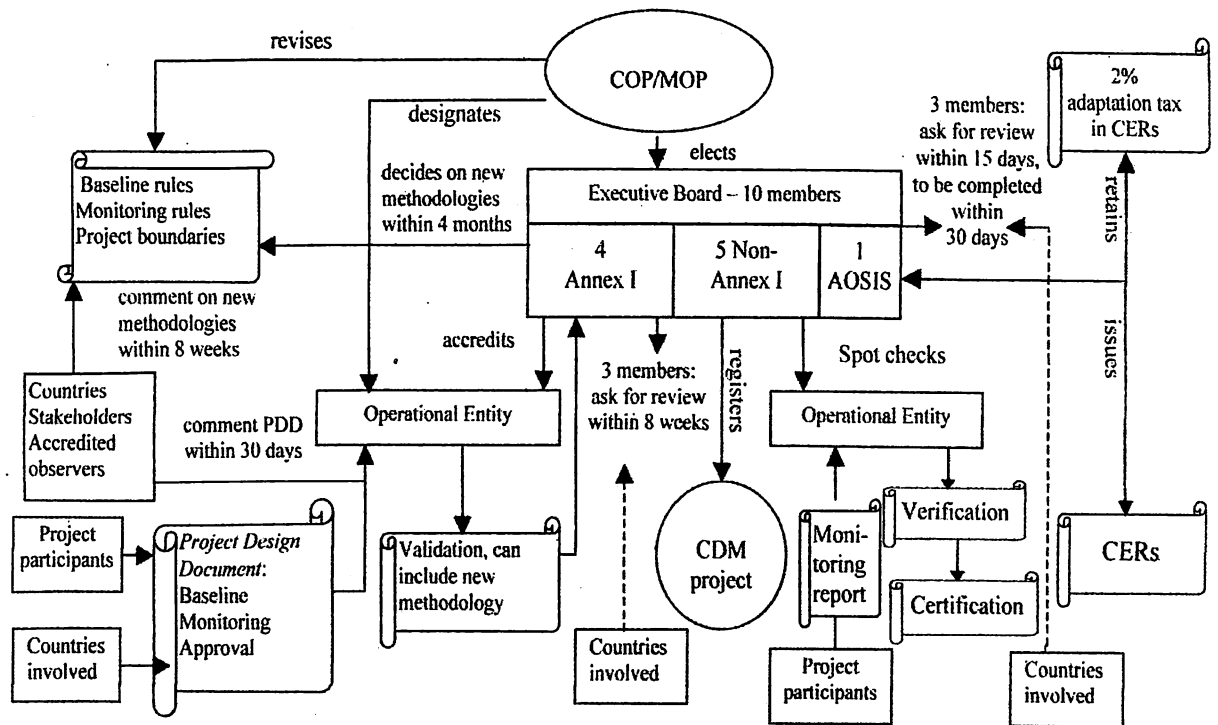 revises
COP/MOP
designates
2%
adaptation tax
in CERs
3 members:
ask for review
within 15 days,
to be completed
within
30 days
elects
Baseline rules
Monitoring rules
Project boundaries
decides on new
methodologies
within 4 months
Executive Board – 10 members
4
Annex I
5 Non-
Annex I
1
AOSIS
retains
issues
comment on new
methodologies
within 8 weeks
accredits
registers
Spot checks
3 members:
ask for review
within 8 weeks
Countries
Stakeholders
Accredited
observers
comment PDD
within 30 days
Operational Entity
Operational Entity
Project
participants
Project Design
Document:
Baseline
Monitoring
Approval
Countries
involved
Validation, can
include new
methodology
Countries
involved
CDM
project
Moni-
toring
report
Verification
Certification
CERs
Project
participants
Countries
involved